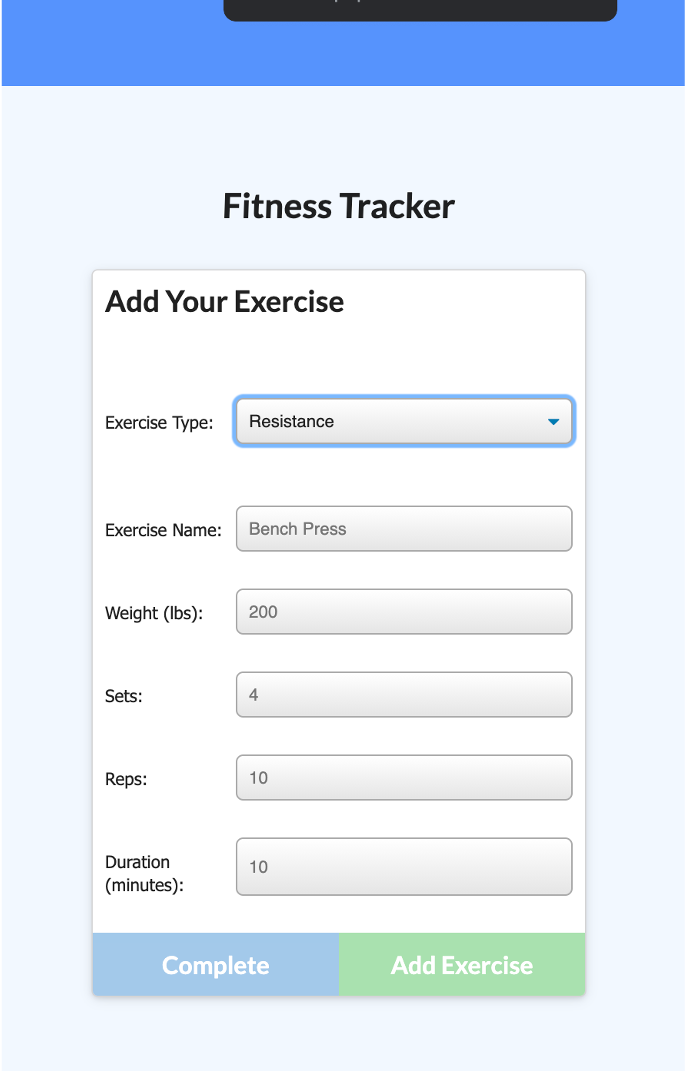 Fitness Tracker
Add Your Exercise
Exercise Type: Resistance
Exercise Name: Bench Press
Weight (lbs): 200
Sets: 4
Reps: 10
Duration
(minutes): 10
Complete Add Exercise